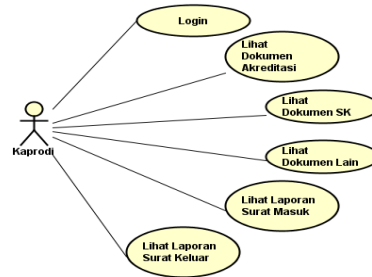 Login
Lihat
Dokumen
Akreditasi
Lihat
Dokumen SK
Kaprodi
Lihat
Dokumen Lain
Lihat Laporan
Surat Masuk
Lihat Laporan
Surat Keluar